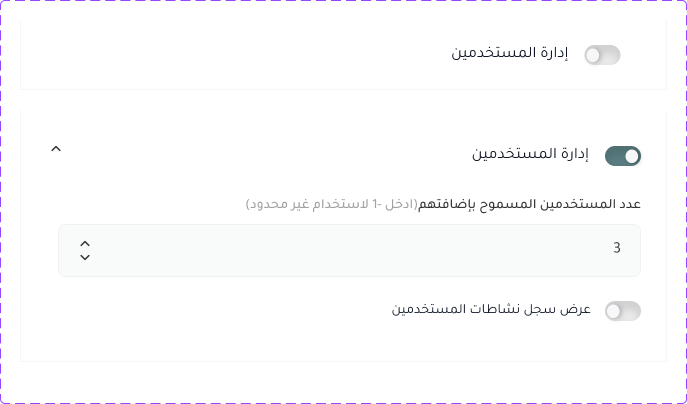 إدارة المستخدمين
إدارة المستخدمين
عدد المستخدمين المسموح بإضافتهم(ادخل -1 لاستخدام غير محدود)
3
عرض سجل نشاطات المستخدمين